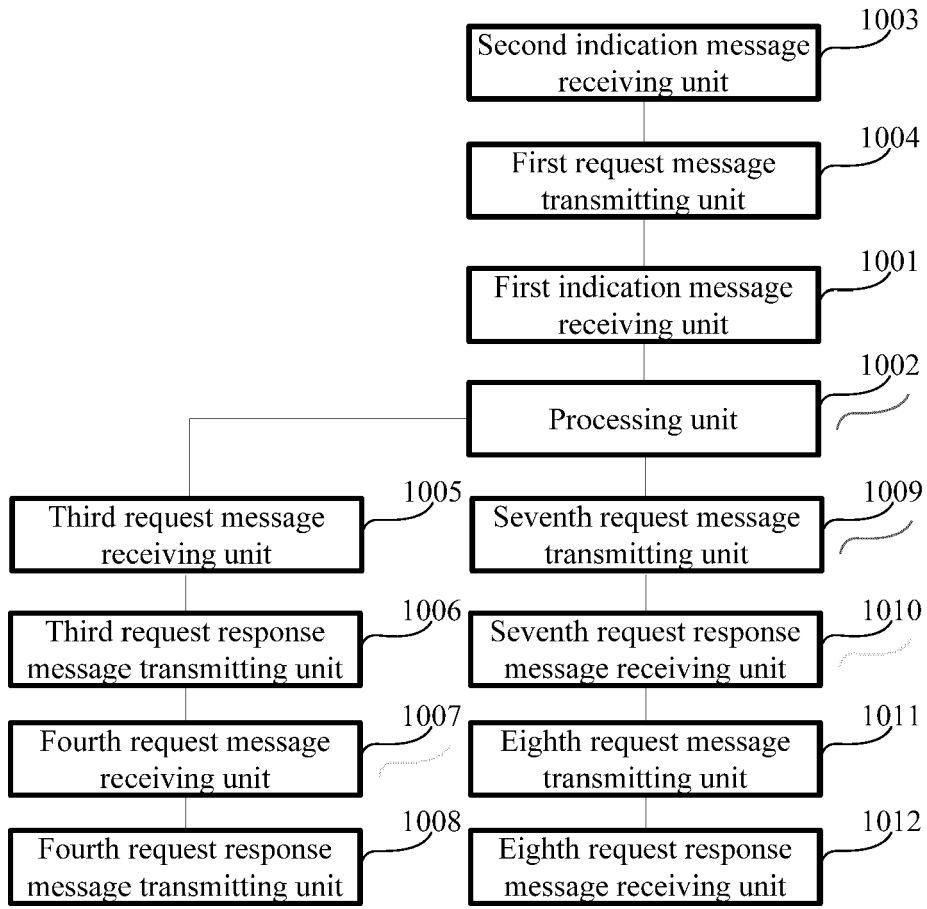 1003
Second indication message
receiving unit
1004
First request message
transmitting unit
1001
First indication message
receiving unit
1002
Processing unit
1005
Third request message
receiving unit
1009
Seventh request message
transmitting unit
1006
Third request response
message transmitting unit
1010
Seventh request response
message receiving unit
1007
Fourth request message
receiving unit
1011
Eighth request message
transmitting unit
1008
Fourth request response
message transmitting unit
1012
Eighth request response
message receiving unit